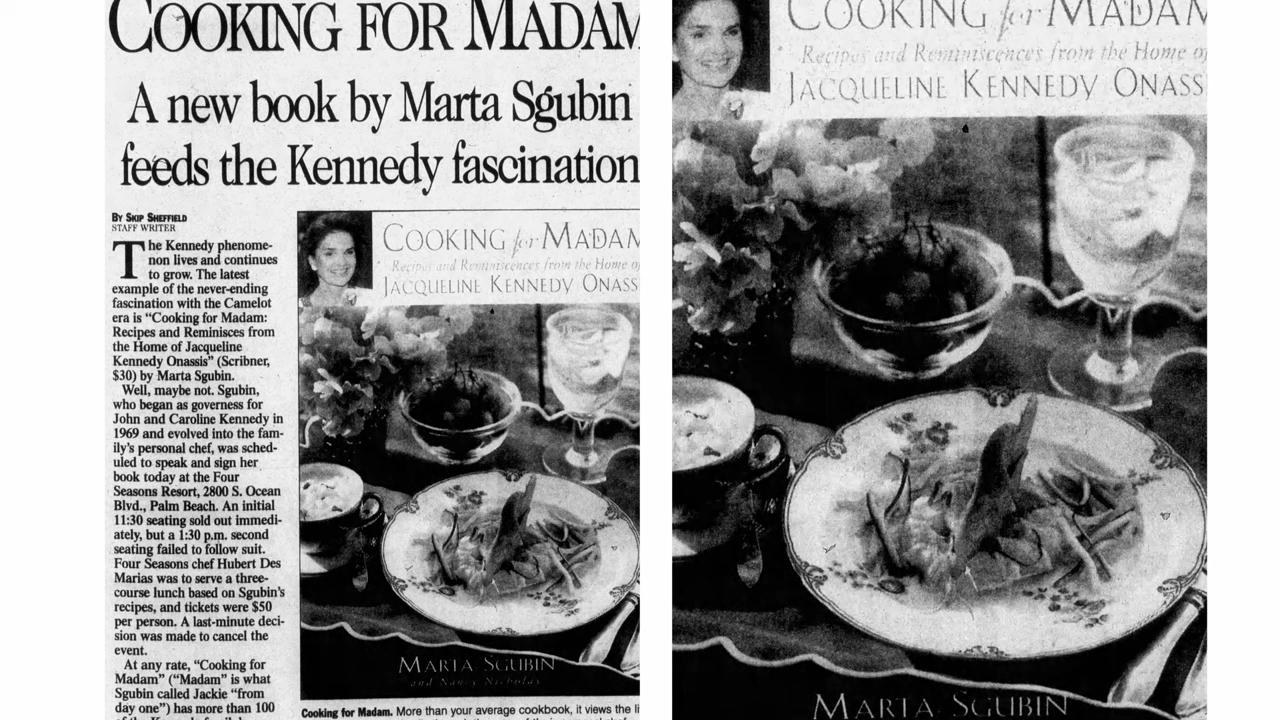 COOKING FOR MADAM
A new book by Marta Sgubin
feeds the Kennedy fascination
BY SKIP SHEFFIELD
STAFF WRITER
The Kennedy phenome-
non lives and continues
to grow. The latest
example of the never-ending
fascination with the Camelot
era is “Cooking for Madam:
Recipes and Reminisces from
the Home of Jacqueline
Kennedy Onassis” (Scribner,
$30) by Marta Sgubin.
Well, maybe not. Sgubin,
who began as governess for
John and Caroline Kennedy in
1969 and evolved into the fam-
ily’s personal chef, was sched-
uled to speak and sign her
book today at the Four
Seasons Resort, 2800 S. Ocean
Blvd., Palm Beach. An initial
11:30 seating sold out immedi-
ately, but a 1:30 p.m. second
seating failed to follow suit.
Four Seasons chef Hubert Des
Marias was to serve a three-
course lunch based on Sgubin’s
recipes, and tickets were $50
per person. A last-minute deci-
sion was made to cancel the
event.
At any rate, “Cooking for
Madam” (“Madam” is what
Sgubin called Jackie “from
day one”) has more than 100
COOKING for MADAM
Recipes and Reminiscences from the Home of
JACQUELINE KENNEDY ONASS
MARTA SGUBIN
and Nancy Nicholas
Cooking for Madam. More than your average cookbook, it views the li
COOKING for MADAM
Recipes and Reminiscences from the Home of
JACQUELINE KENNEDY ONASS
MARTA SGUBIN